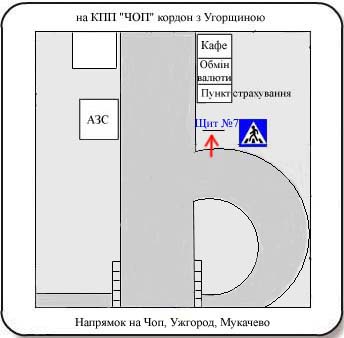 на КПП "ЧОП" кордон з Угорщиною
Кафе
Обмін
валюти
Пункт страхування
АЗС
Щит №7
Напрямок на Чоп, Ужгород, Мукачево